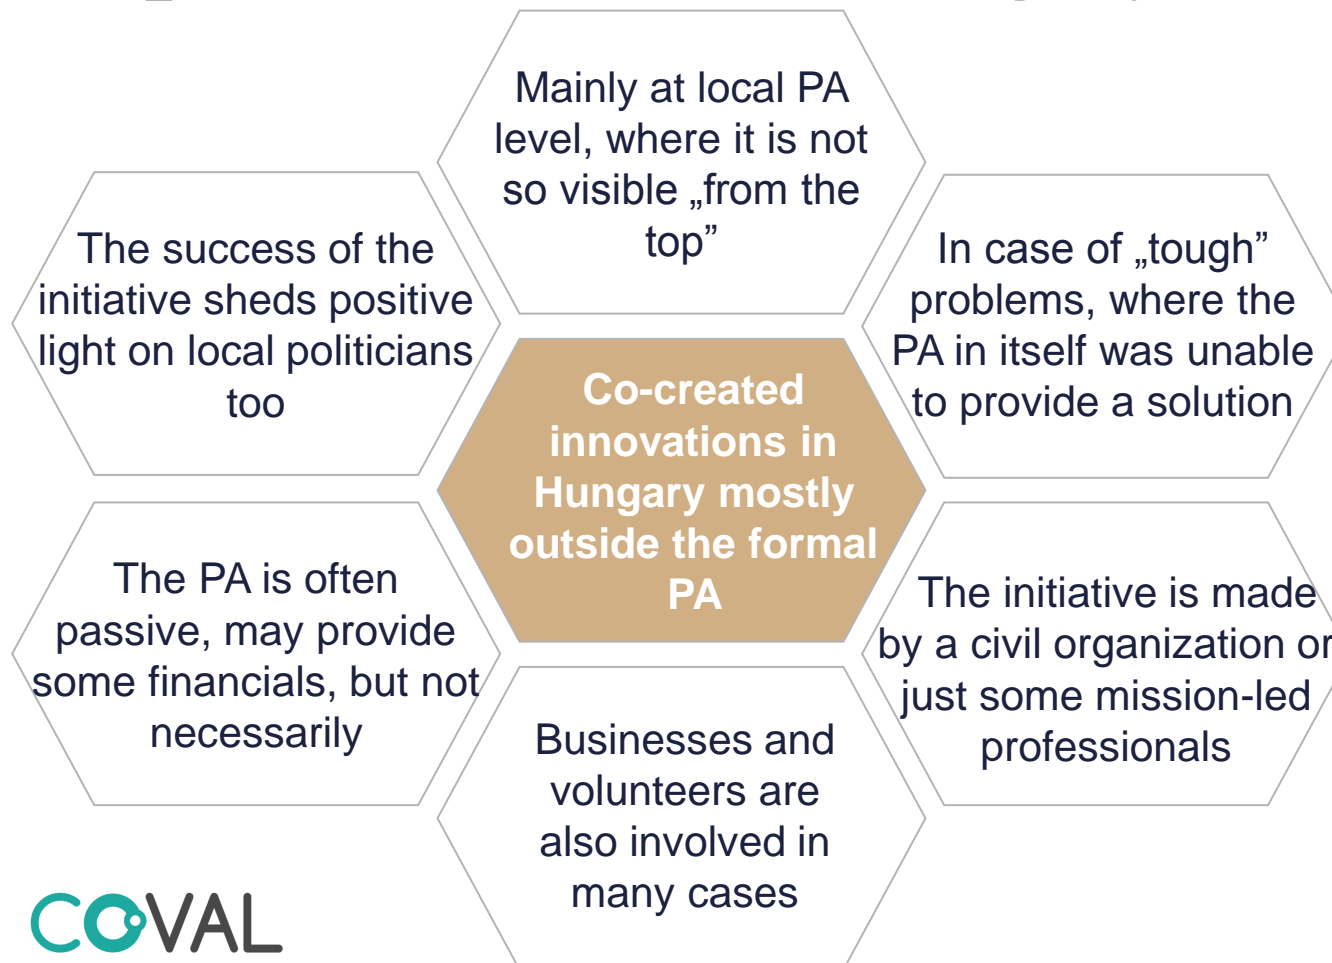 Mainly at local PA
level, where it is not
so visible „from the
top”
The success of the
initiative sheds positive
light on local politicians
too
In case of „tough”
problems, where the
PA in itself was unable
to provide a solution
Co-created
innovations in
Hungary mostly
outside the formal
PA
The PA is often
passive, may provide
some financials, but not
necessarily
The initiative is made
by a civil organization or
just some mission-led
professionals
Businesses and
volunteers are
also involved in
many cases
COVAL